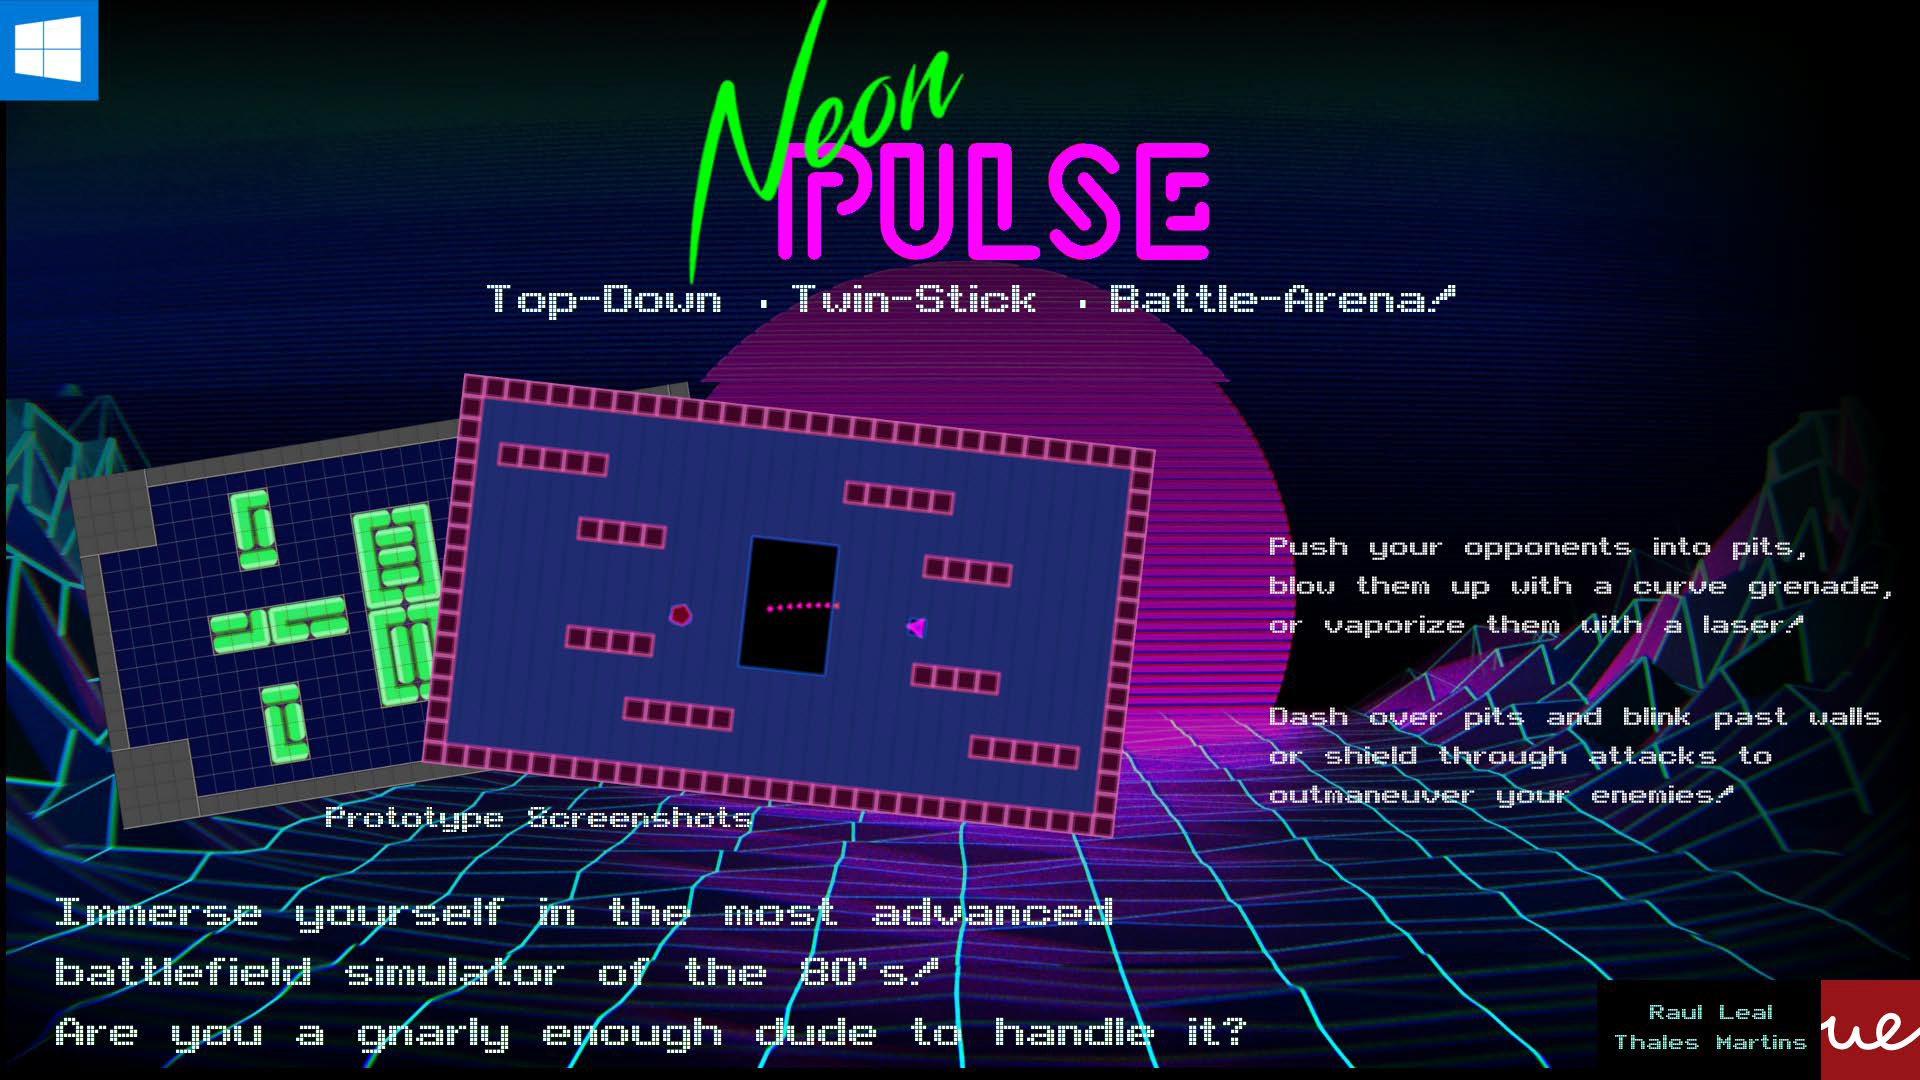 Neon
PULSE
Top-Down · Twin-Stick · Battle-Arena!
Push your opponents into pits,
blow them up with a curve grenade,
or vaporize them with a laser!
Dash over pits and blink past walls
or shield through attacks to
outmaneuver your enemies!
Prototype Screenshots
Immerse yourself in the most advanced
battlefield simulator of the 80's!
Are you a gnarly enough dude to handle it?
Raul Leal
Thales Martins
ue